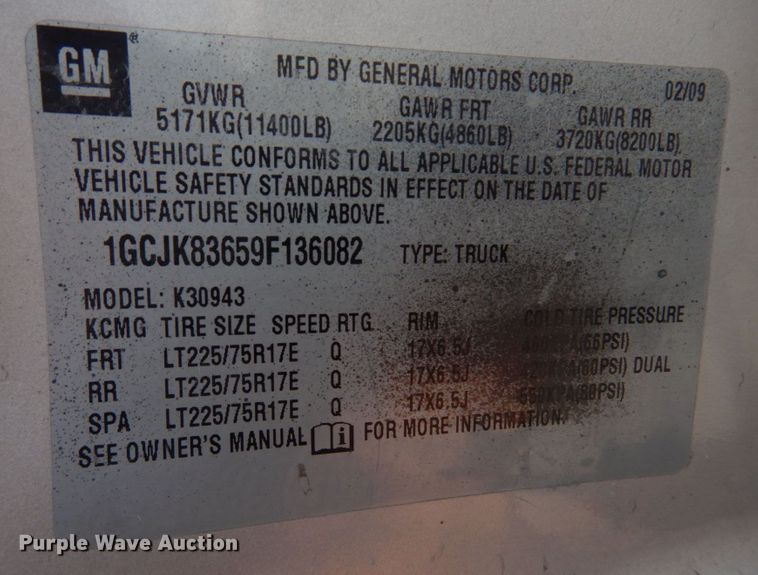 GM ®
MFD BY GENERAL MOTORS CORP. 02/09
GVWR GAWR FRT GAWR RR
5171KG(11400LB) 2205KG(4860LB) 3720KG(8200LB)
THIS VEHICLE CONFORMS TO ALL APPLICABLE U.S. FEDERAL MOTOR
VEHICLE SAFETY STANDARDS IN EFFECT ON THE DATE OF
MANUFACTURE SHOWN ABOVE.
1GCJK83659F136082 TYPE: TRUCK
MODEL: K30943
KCMG TIRE SIZE SPEED RTG RIM COLD TIRE PRESSURE
FRT LT225/75R17E Q 17X6.5J
RR LT225/75R17E Q 17X6.5J DUAL
SPA LT225/75R17E Q 17X6.5J
SEE OWNER'S MANUAL i FOR MORE INFORMATION.
Purple Wave Auction